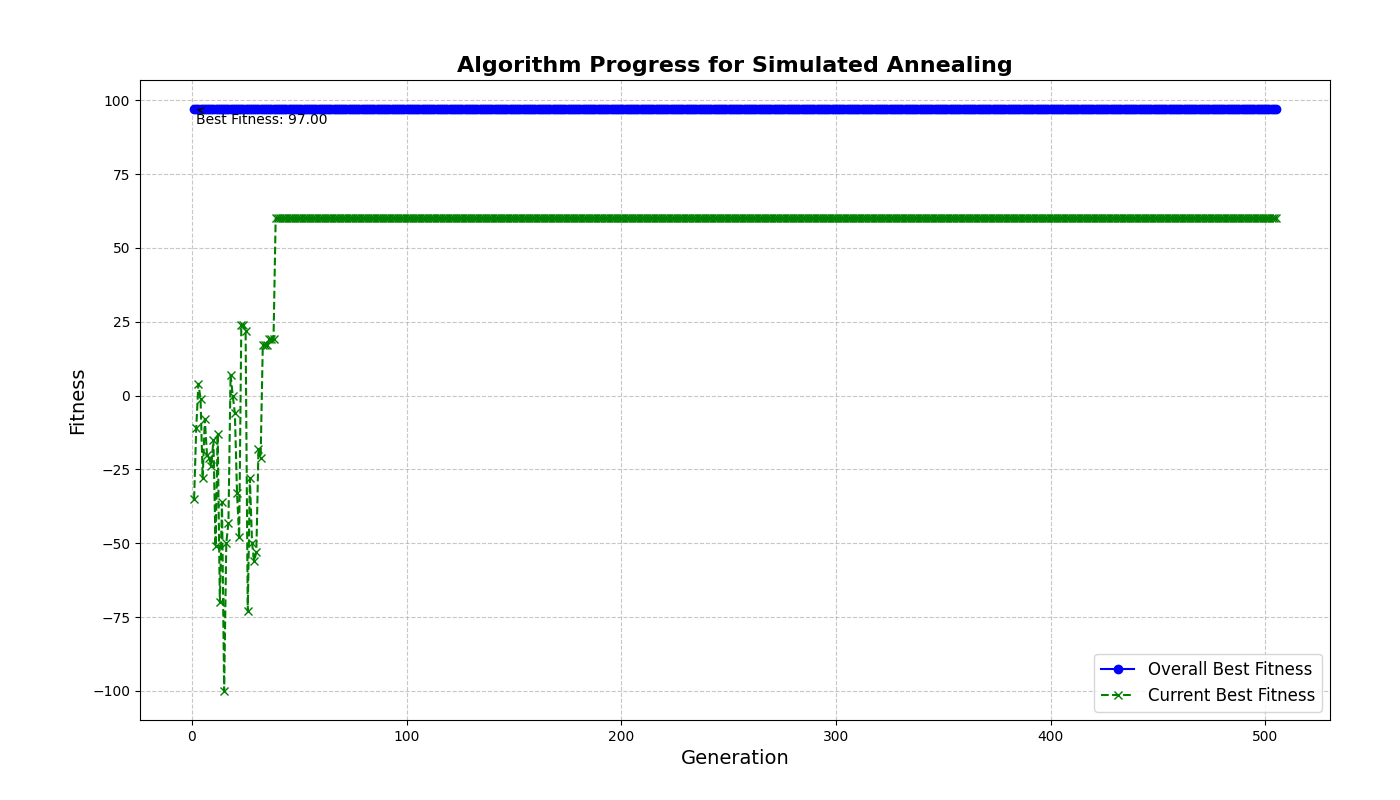 Algorithm Progress for Simulated Annealing
100
75
50
25
0
−25
−50
−75
−100
Fitness
Best Fitness: 97.00
Overall Best Fitness
Current Best Fitness
0
100
200
300
400
500
Generation